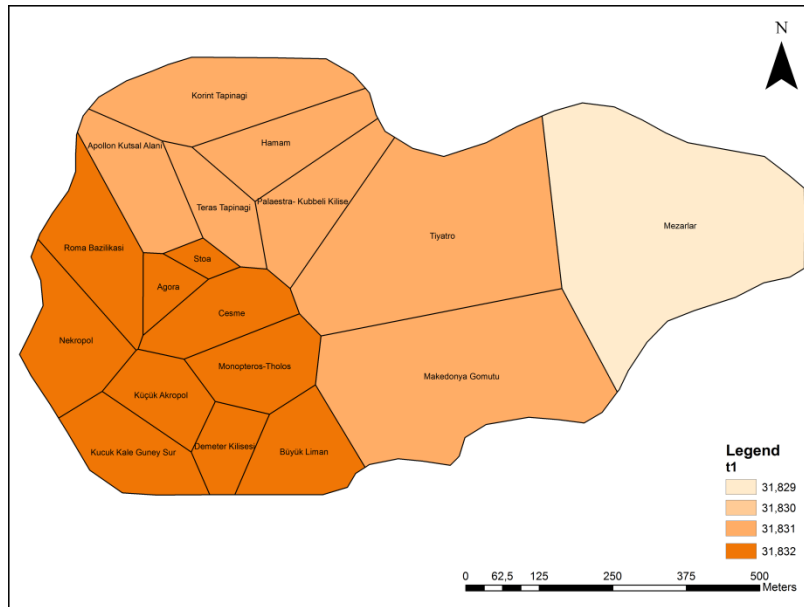 N
Korint Tapinagi
Hamam
Apollon Kutsal Alani
Palaestra- Kubbeli Kilise
Teras Tapinagi
Mezarlar
Tiyatro
Roma Bazilikasi
Stoa
Agora
Cesme
Nekropol
Monopteros-Tholos
Makedonya Gomutu
Küçük Akropol
Kucuk Kale Guney Sur
Demeter Kilisesi
Büyük Liman
Legend
t1
31,829
31,830
31,831
31,832
0 62,5 125 250 375 500
Meters